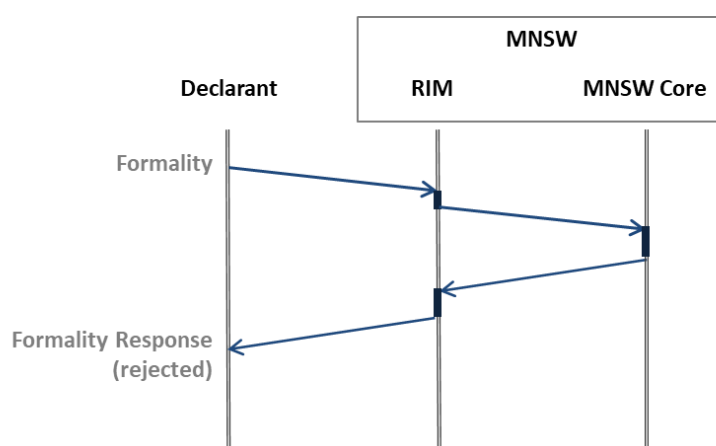 MNSW
Declarant
RIM
MNSW Core
Formality
Formality Response
(rejected)